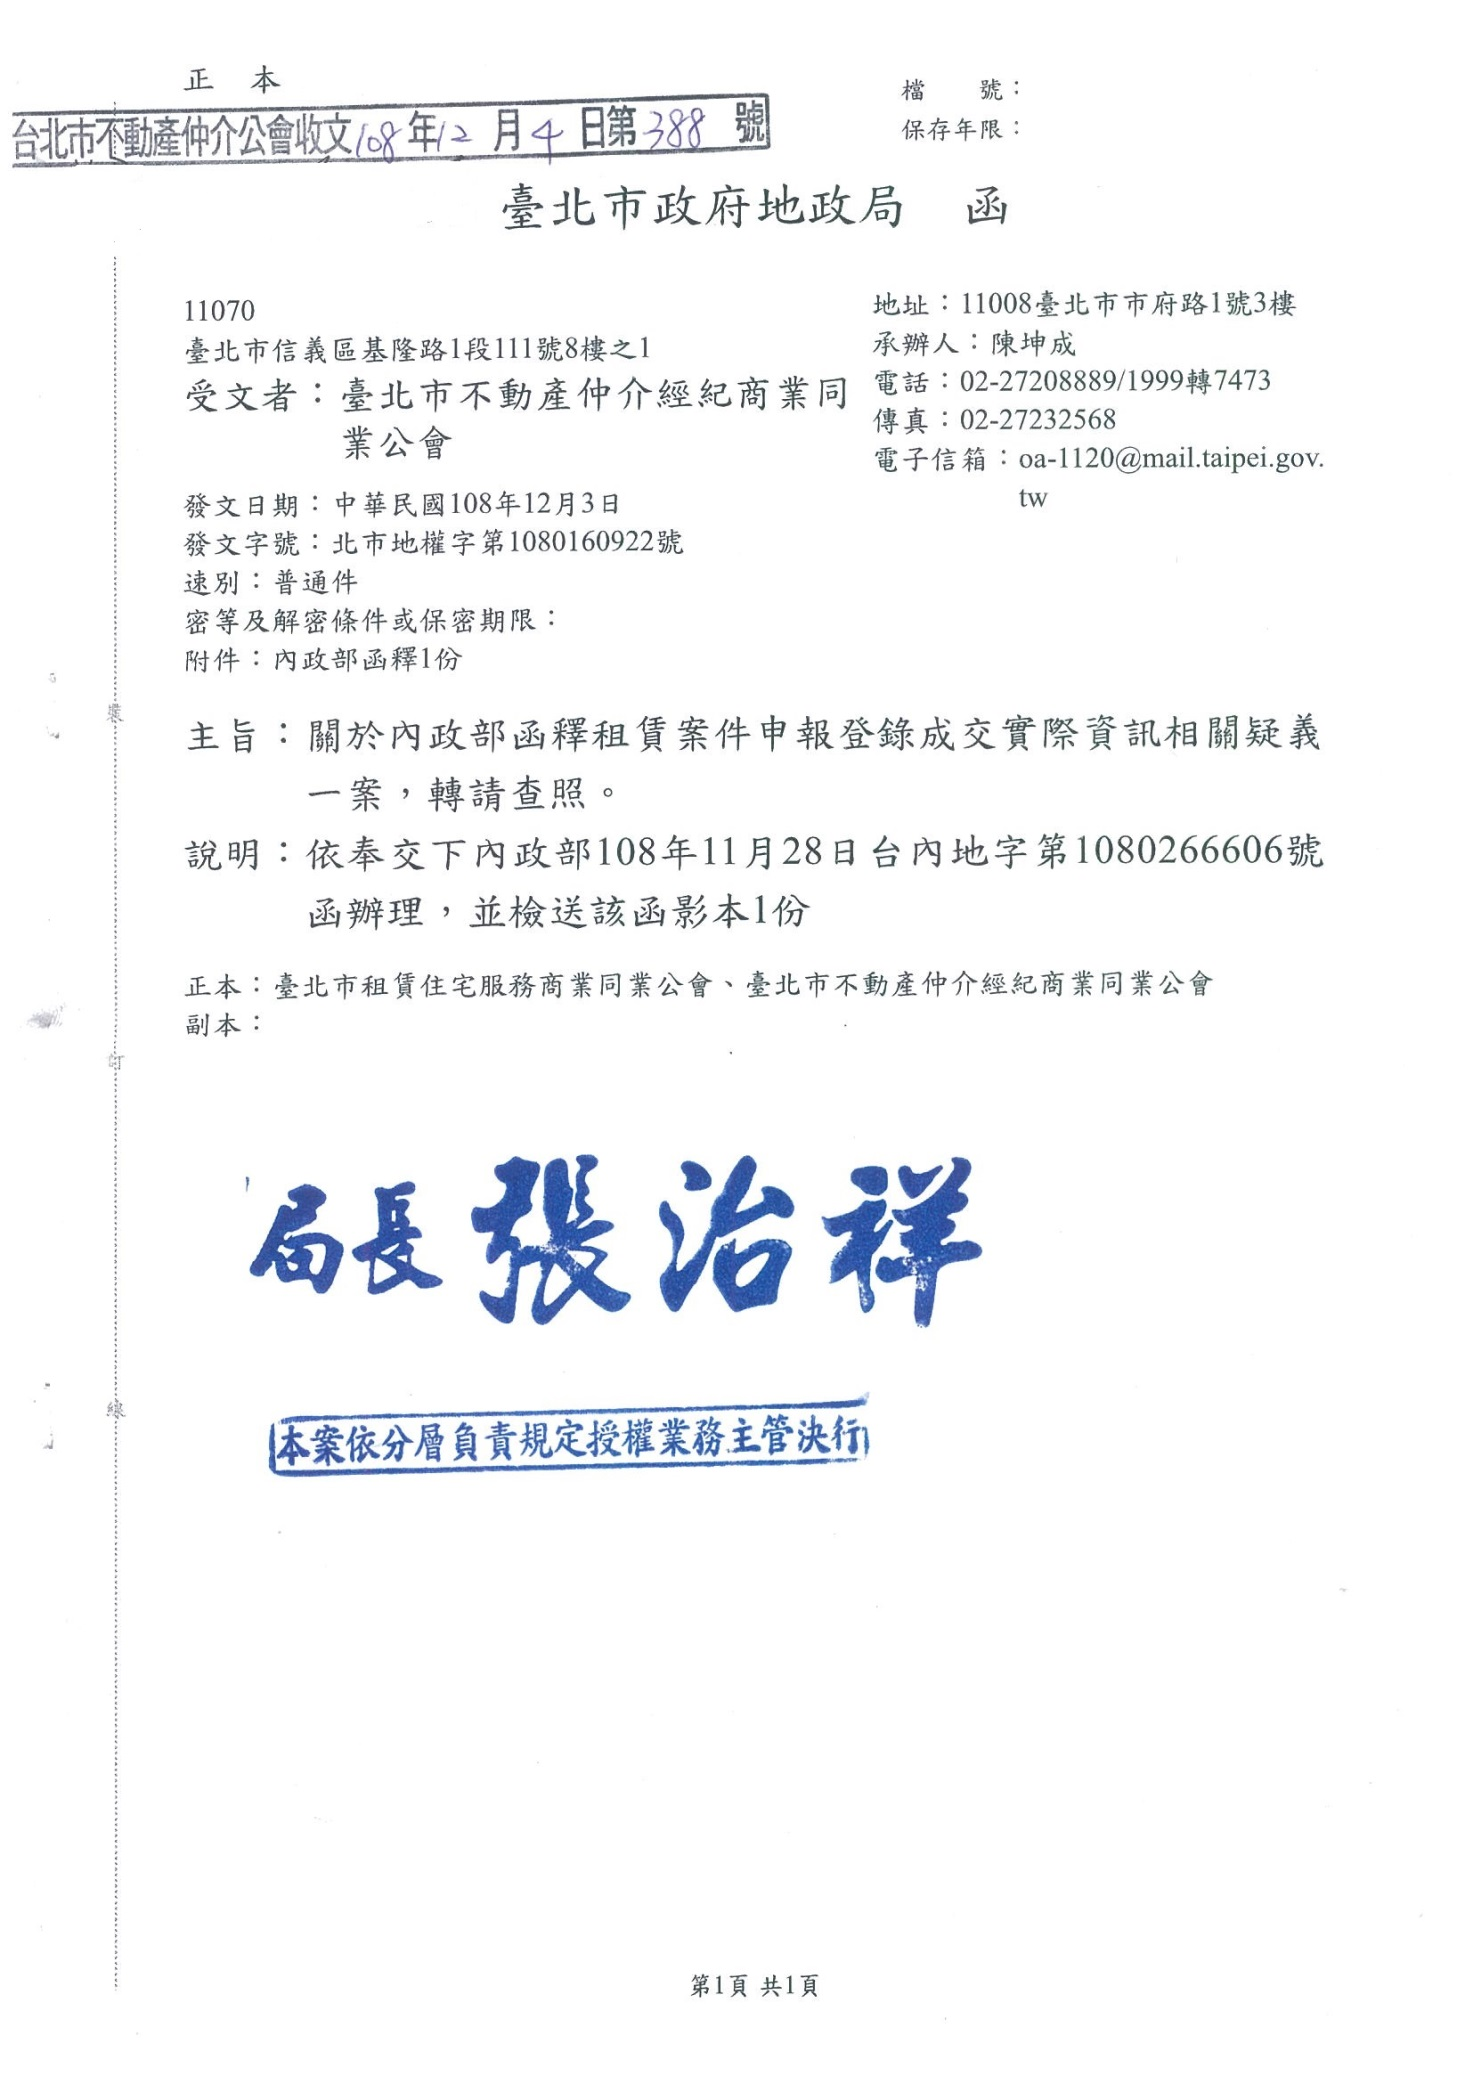 正 本
檔 號：
保存年限：
台北市不動產仲介公會收文108年12月4日第388號
臺北市政府地政局 函
地址：11008臺北市市府路1號3樓
承辦人：陳坤成
電話：02-27208889/1999轉7473
傳真：02-27232568
電子信箱：oa-1120@mail.taipei.gov.
tw
11070
臺北市信義區基隆路1段111號8樓之1
受文者：臺北市不動產仲介經紀商業同
業公會
發文日期：中華民國108年12月3日
發文字號：北市地權字第1080160922號
速別：普通件
密等及解密條件或保密期限：
附件：內政部函釋1份
主旨：關於內政部函釋租賃案件申報登錄成交實際資訊相關疑義
一案，轉請查照。
說明：依奉交下內政部108年11月28日台內地字第1080266606號
函辦理，並檢送該函影本1份
正本：臺北市租賃住宅服務商業同業公會、臺北市不動產仲介經紀商業同業公會
副本：
裝
訂
線
局長 張治祥
本案依分層負責規定授權業務主管決行
第1頁 共1頁